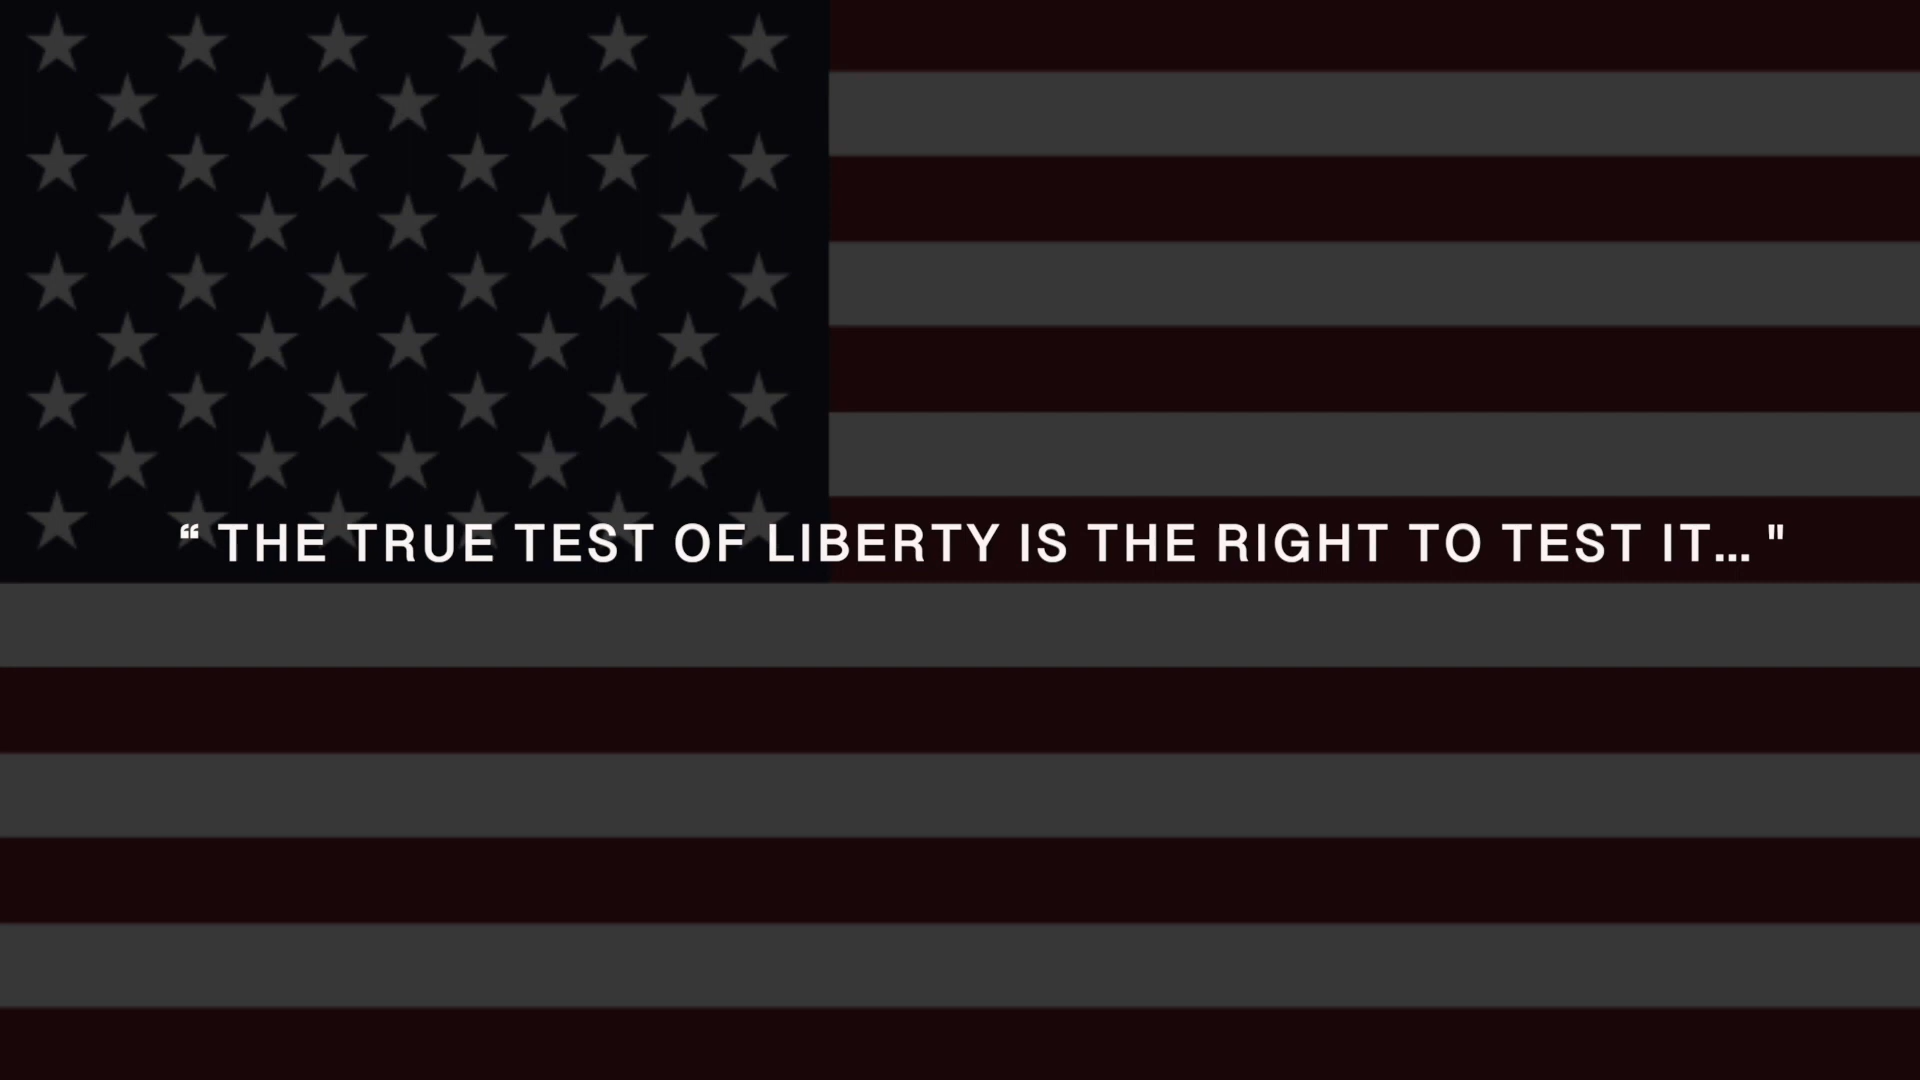 “ THE TRUE TEST OF LIBERTY IS THE RIGHT TO TEST IT... "